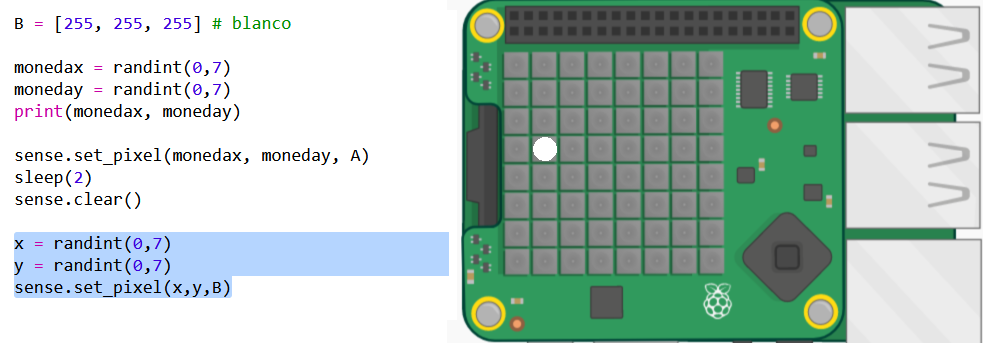 B = [255, 255, 255] # blanco
monedax = randint(0,7)
moneday = randint(0,7)
print(monedax, moneday)
sense.set_pixel(monedax, moneday, A)
sleep(2)
sense.clear()
x = randint(0,7)
y = randint(0,7)
sense.set_pixel(x,y,B)